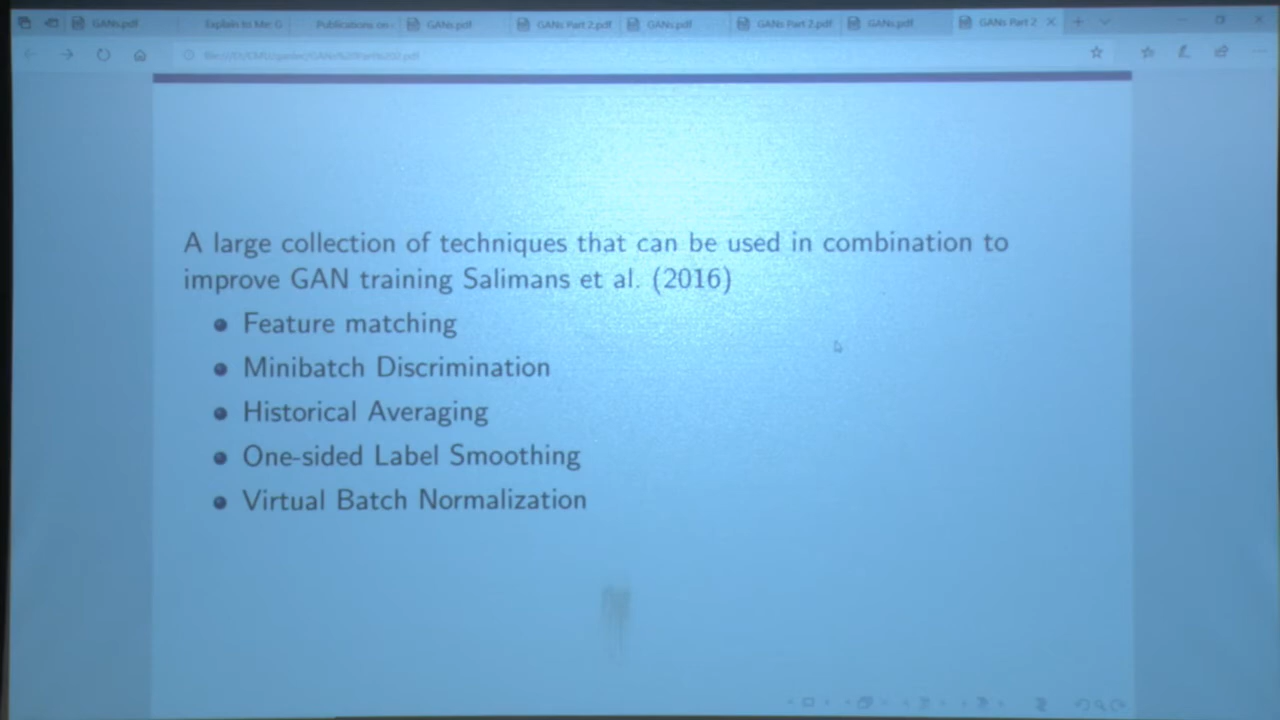 GANs.pdf
Explain to Me: G
Publications on
GANs.pdf
GANs Part 2.pdf
GANs.pdf
GANs Part 2.pdf
GANs.pdf
GANs Part 2
A large collection of techniques that can be used in combination to
improve GAN training Salimans et al. (2016)
Feature matching
Minibatch Discrimination
Historical Averaging
One-sided Label Smoothing
Virtual Batch Normalization